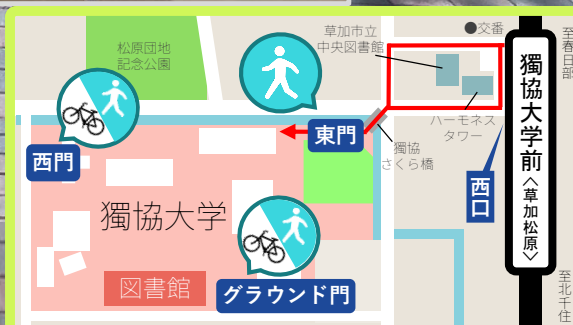 松原団地
記念公園
草加市立
中央図書館
●交番
至春日部
獨協大学前〈草加松原〉
ハーモネス
タワー
東門
獨協
さくら橋
西口
西門
獨協大学
図書館
グラウンド門
至北千住